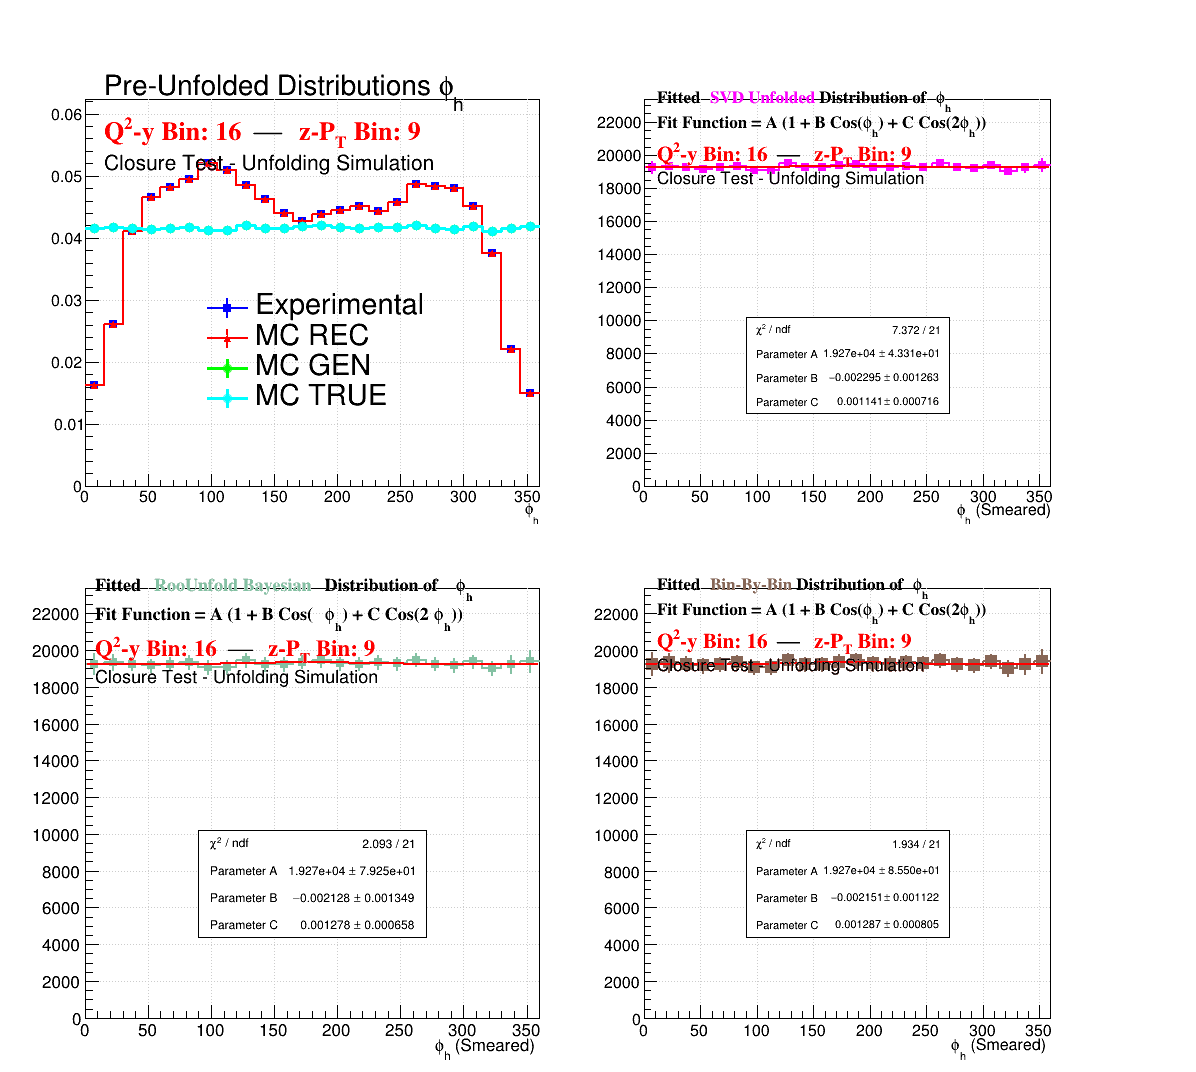 Pre-Unfolded Distributions ϕh
Q²-y Bin: 16 — z-PT Bin: 9
Closure Test - Unfolding Simulation
0.06
0.05
0.04
0.03
0.02
0.01
0
Experimental
MC REC
MC GEN
MC TRUE
0 50 100 150 200 250 300 350
ϕh
Fitted SVD Unfolded Distribution of ϕh
Fit Function = A (1 + B Cos(ϕh) + C Cos(2ϕh))
Q²-y Bin: 16 — z-PT Bin: 9
Closure Test - Unfolding Simulation
22000
20000
18000
16000
14000
12000
10000
8000
6000
4000
2000
0
χ² / ndf 7.372 / 21
Parameter A 1.927e+04 ± 4.331e+01
Parameter B −0.002295 ± 0.001263
Parameter C 0.001141 ± 0.000716
0 50 100 150 200 250 300 350
ϕh (Smeared)
Fitted RooUnfold Bayesian Distribution of ϕh
Fit Function = A (1 + B Cos( ϕh) + C Cos(2 ϕh))
Q²-y Bin: 16 — z-PT Bin: 9
Closure Test - Unfolding Simulation
22000
20000
18000
16000
14000
12000
10000
8000
6000
4000
2000
0
χ² / ndf 2.093 / 21
Parameter A 1.927e+04 ± 7.925e+01
Parameter B −0.002128 ± 0.001349
Parameter C 0.001278 ± 0.000658
0 50 100 150 200 250 300 350
ϕh (Smeared)
Fitted Bin-By-Bin Distribution of ϕh
Fit Function = A (1 + B Cos(ϕh) + C Cos(2ϕh))
Q²-y Bin: 16 — z-PT Bin: 9
Closure Test - Unfolding Simulation
22000
20000
18000
16000
14000
12000
10000
8000
6000
4000
2000
0
χ² / ndf 1.934 / 21
Parameter A 1.927e+04 ± 8.550e+01
Parameter B −0.002151 ± 0.001122
Parameter C 0.001287 ± 0.000805
0 50 100 150 200 250 300 350
ϕh (Smeared)